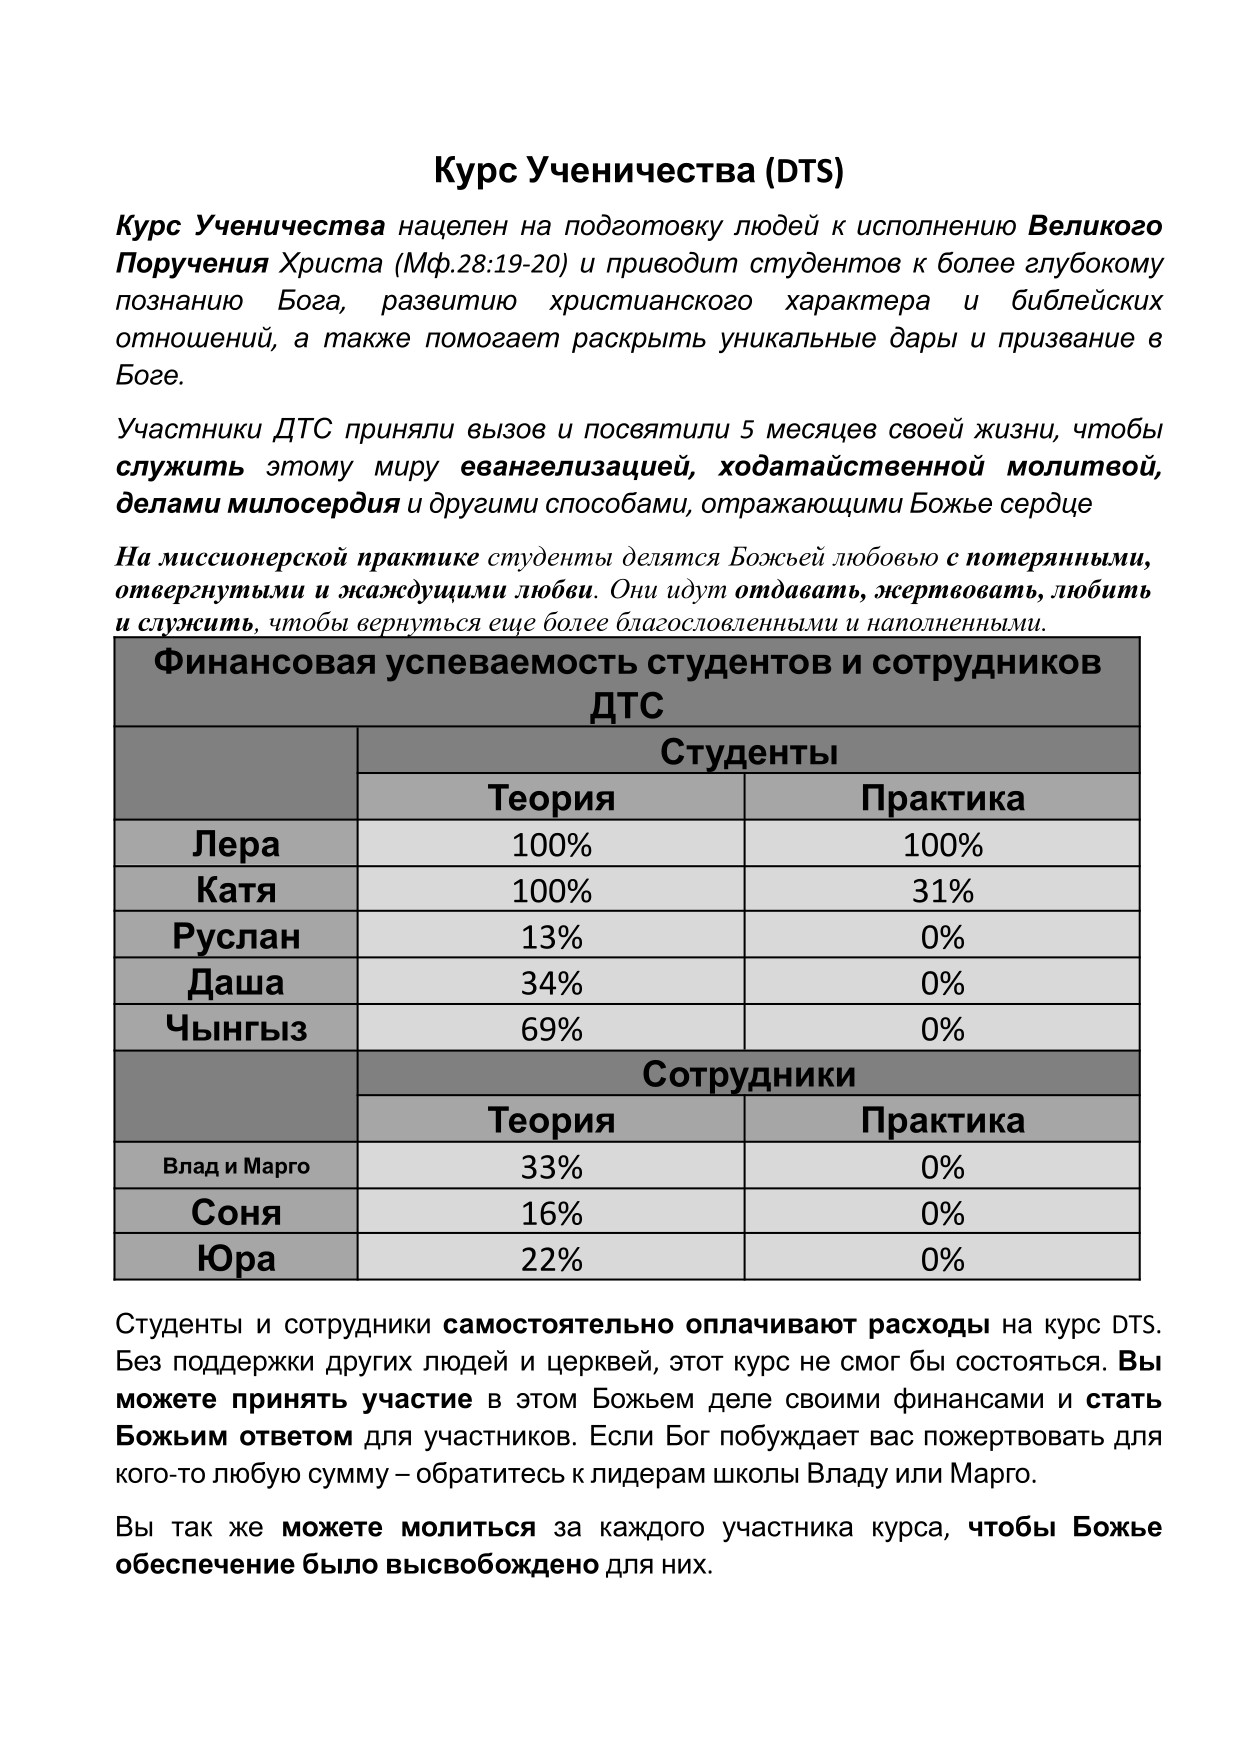 Курс Ученичества (DTS)
Курс Ученичества нацелен на подготовку людей к исполнению Великого
Поручения Христа (Мф.28:19-20) и приводит студентов к более глубокому
познанию Бога, развитию христианского характера и библейских
отношений, а также помогает раскрыть уникальные дары и призвание в
Боге.
Участники ДТС приняли вызов и посвятили 5 месяцев своей жизни, чтобы
служить этому миру евангелизацией, ходатайственной молитвой,
делами милосердия и другими способами, отражающими Божье сердце
На миссионерской практике студенты делятся Божьей любовью с потерянными,
отвергнутыми и жаждущими любви. Они идут отдавать, жертвовать, любить
и служить, чтобы вернуться еще более благословленными и наполненными.
Финансовая успеваемость студентов и сотрудников
ДТС
Студенты
Теория Практика
Лера 100% 100%
Катя 100% 31%
Руслан 13% 0%
Даша 34% 0%
Чынгыз 69% 0%
Сотрудники
Теория Практика
Влад и Марго 33% 0%
Соня 16% 0%
Юра 22% 0%
Студенты и сотрудники самостоятельно оплачивают расходы на курс DTS.
Без поддержки других людей и церквей, этот курс не смог бы состояться. Вы
можете принять участие в этом Божьем деле своими финансами и стать
Божьим ответом для участников. Если Бог побуждает вас пожертвовать для
кого-то любую сумму – обратитесь к лидерам школы Владу или Марго.
Вы так же можете молиться за каждого участника курса, чтобы Божье
обеспечение было высвобождено для них.